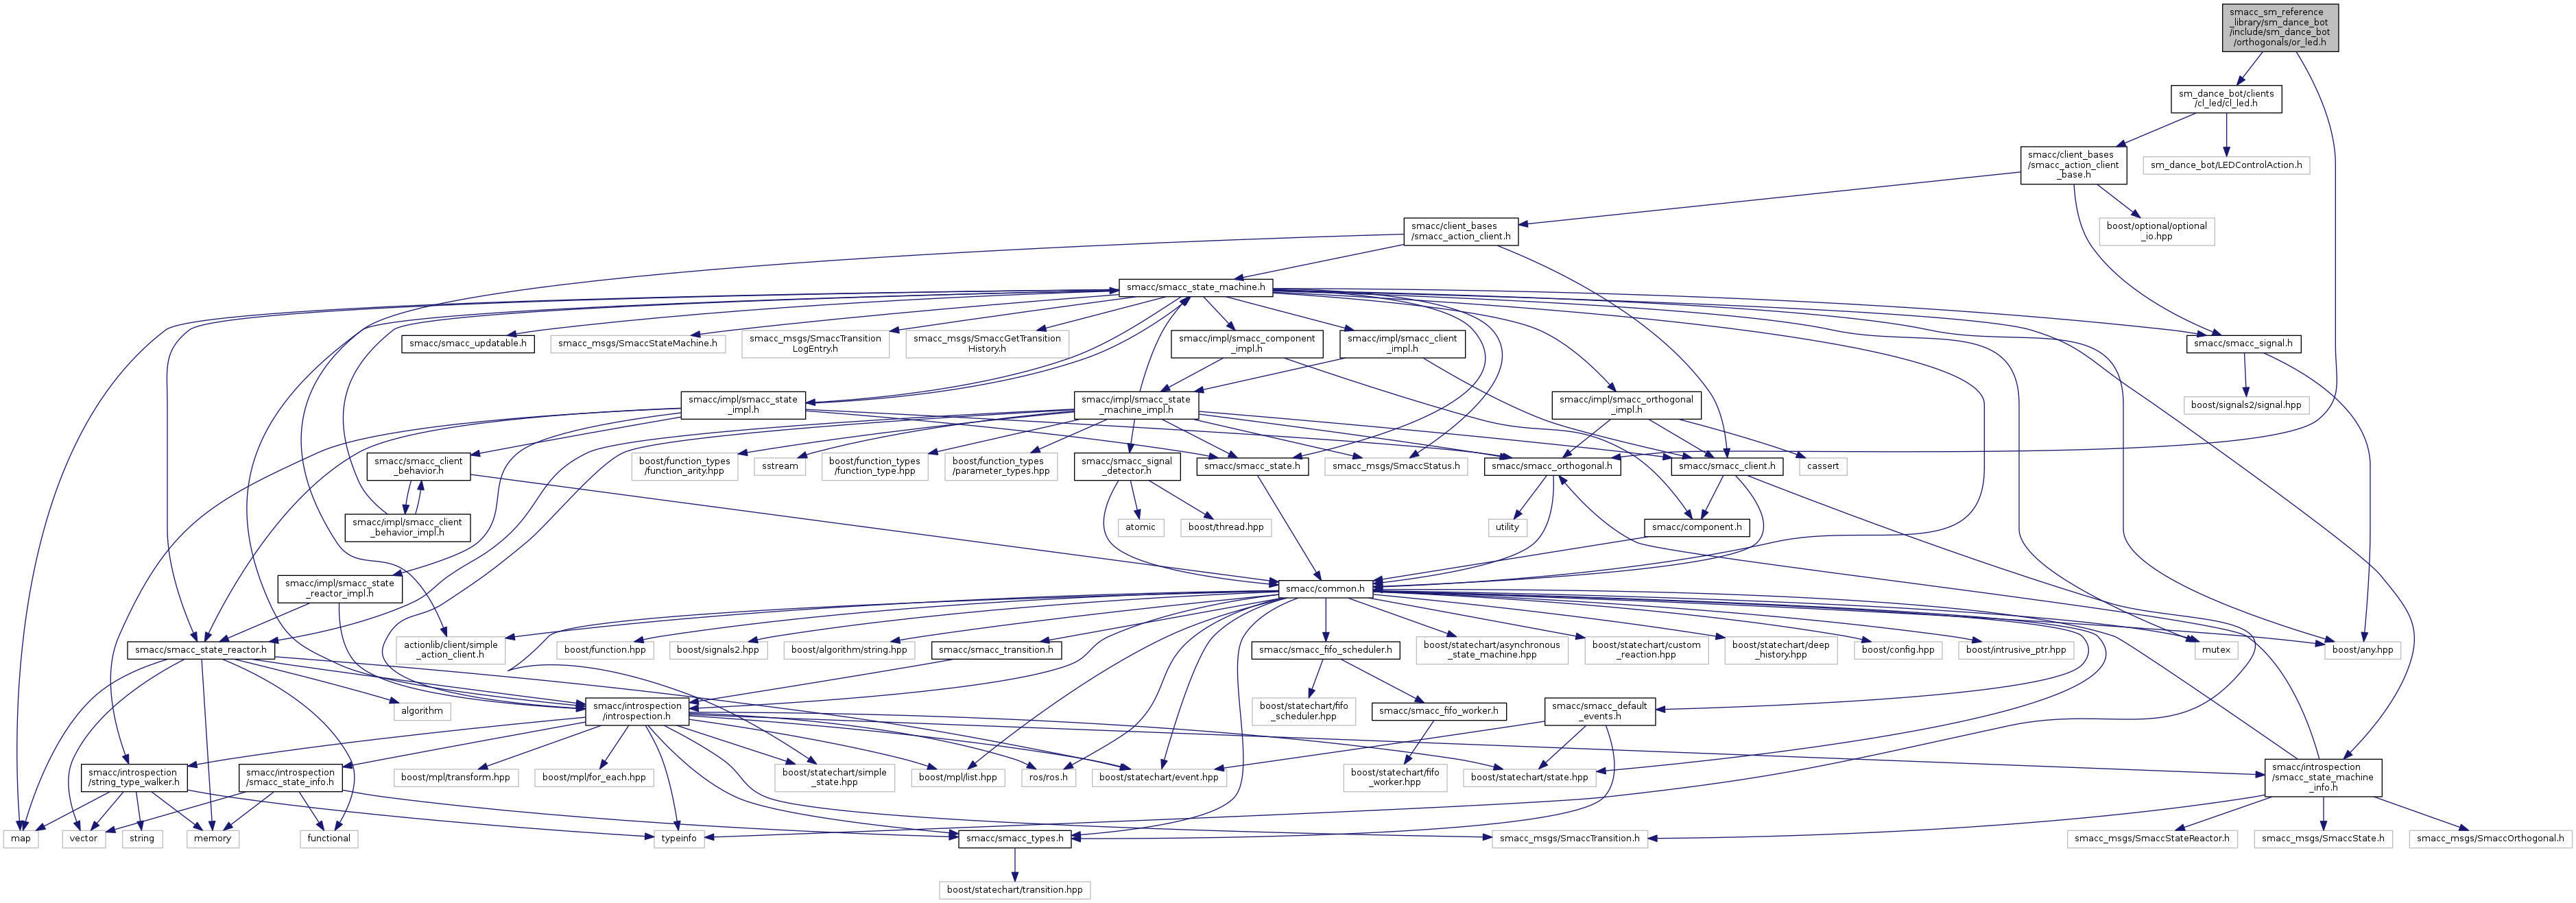 smacc_sm_reference
_library/sm_dance_bot
/include/sm_dance_bot
/orthogonals/or_led.h
sm_dance_bot/clients
/cl_led/cl_led.h
smacc/client_bases
/smacc_action_client
_base.h
sm_dance_bot/LEDControlAction.h
smacc/client_bases
/smacc_action_client.h
boost/optional/optional
_io.hpp
smacc/smacc_state_machine.h
smacc/smacc_updatable.h
smacc_msgs/SmaccStateMachine.h
smacc_msgs/SmaccTransition
LogEntry.h
smacc_msgs/SmaccGetTransition
History.h
smacc/impl/smacc_component
_impl.h
smacc/impl/smacc_client
_impl.h
smacc/smacc_signal.h
smacc/impl/smacc_state
_impl.h
smacc/impl/smacc_state
_machine_impl.h
smacc/impl/smacc_orthogonal
_impl.h
boost/signals2/signal.hpp
smacc/smacc_client
_behavior.h
boost/function_types
/function_arity.hpp
sstream
boost/function_types
/function_type.hpp
boost/function_types
/parameter_types.hpp
smacc/smacc_signal
_detector.h
smacc/smacc_state.h
smacc_msgs/SmaccStatus.h
smacc/smacc_orthogonal.h
smacc/smacc_client.h
cassert
smacc/impl/smacc_client
_behavior_impl.h
atomic
boost/thread.hpp
utility
smacc/component.h
smacc/impl/smacc_state
_reactor_impl.h
smacc/common.h
smacc/smacc_state_reactor.h
actionlib/client/simple
_action_client.h
boost/function.hpp
boost/signals2.hpp
boost/algorithm/string.hpp
smacc/smacc_transition.h
smacc/smacc_fifo_scheduler.h
boost/statechart/asynchronous
_state_machine.hpp
boost/statechart/custom
_reaction.hpp
boost/statechart/deep
_history.hpp
boost/config.hpp
boost/intrusive_ptr.hpp
mutex
boost/any.hpp
algorithm
smacc/introspection
/introspection.h
boost/statechart/fifo
_scheduler.hpp
smacc/smacc_fifo_worker.h
smacc/smacc_default
_events.h
smacc/introspection
/string_type_walker.h
smacc/introspection
/smacc_state_info.h
boost/mpl/transform.hpp
boost/mpl/for_each.hpp
boost/statechart/simple
_state.hpp
boost/mpl/list.hpp
ros/ros.h
boost/statechart/event.hpp
boost/statechart/fifo
_worker.hpp
boost/statechart/state.hpp
smacc/introspection
/smacc_state_machine
_info.h
map
vector
string
memory
functional
typeinfo
smacc/smacc_types.h
smacc_msgs/SmaccTransition.h
smacc_msgs/SmaccStateReactor.h
smacc_msgs/SmaccState.h
smacc_msgs/SmaccOrthogonal.h
boost/statechart/transition.hpp